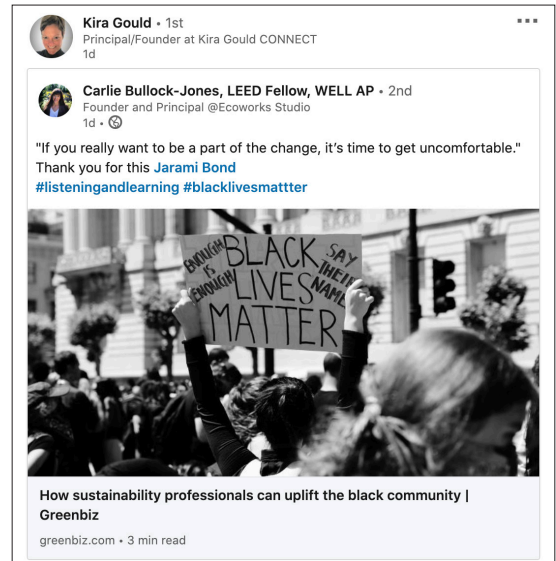 Kira Gould • 1st
Principal/Founder at Kira Gould CONNECT
1d
Carlie Bullock-Jones, LEED Fellow, WELL AP • 2nd
Founder and Principal @Ecoworks Studio
1d •
"If you really want to be a part of the change, it's time to get uncomfortable."
Thank you for this Jarami Bond
#listeningandlearning #blacklivesmattter
ENOUGH IS ENOUGH
BLACK
LIVES
MATTER
SAY THEIR NAME
How sustainability professionals can uplift the black community |
Greenbiz
greenbiz.com • 3 min read